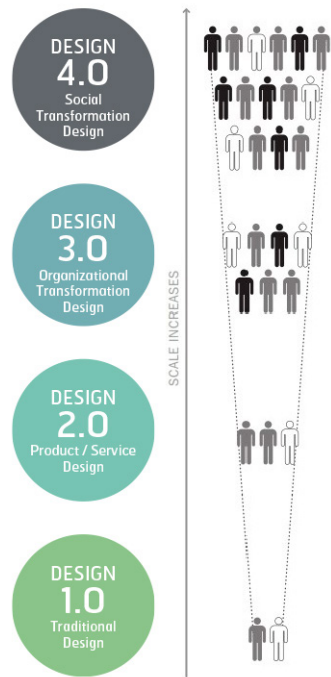 DESIGN
4.0
Social
Transformation
Design
DESIGN
3.0
Organizational
Transformation
Design
DESIGN
2.0
Product / Service
Design
DESIGN
1.0
Traditional
Design
SCALE INCREASES